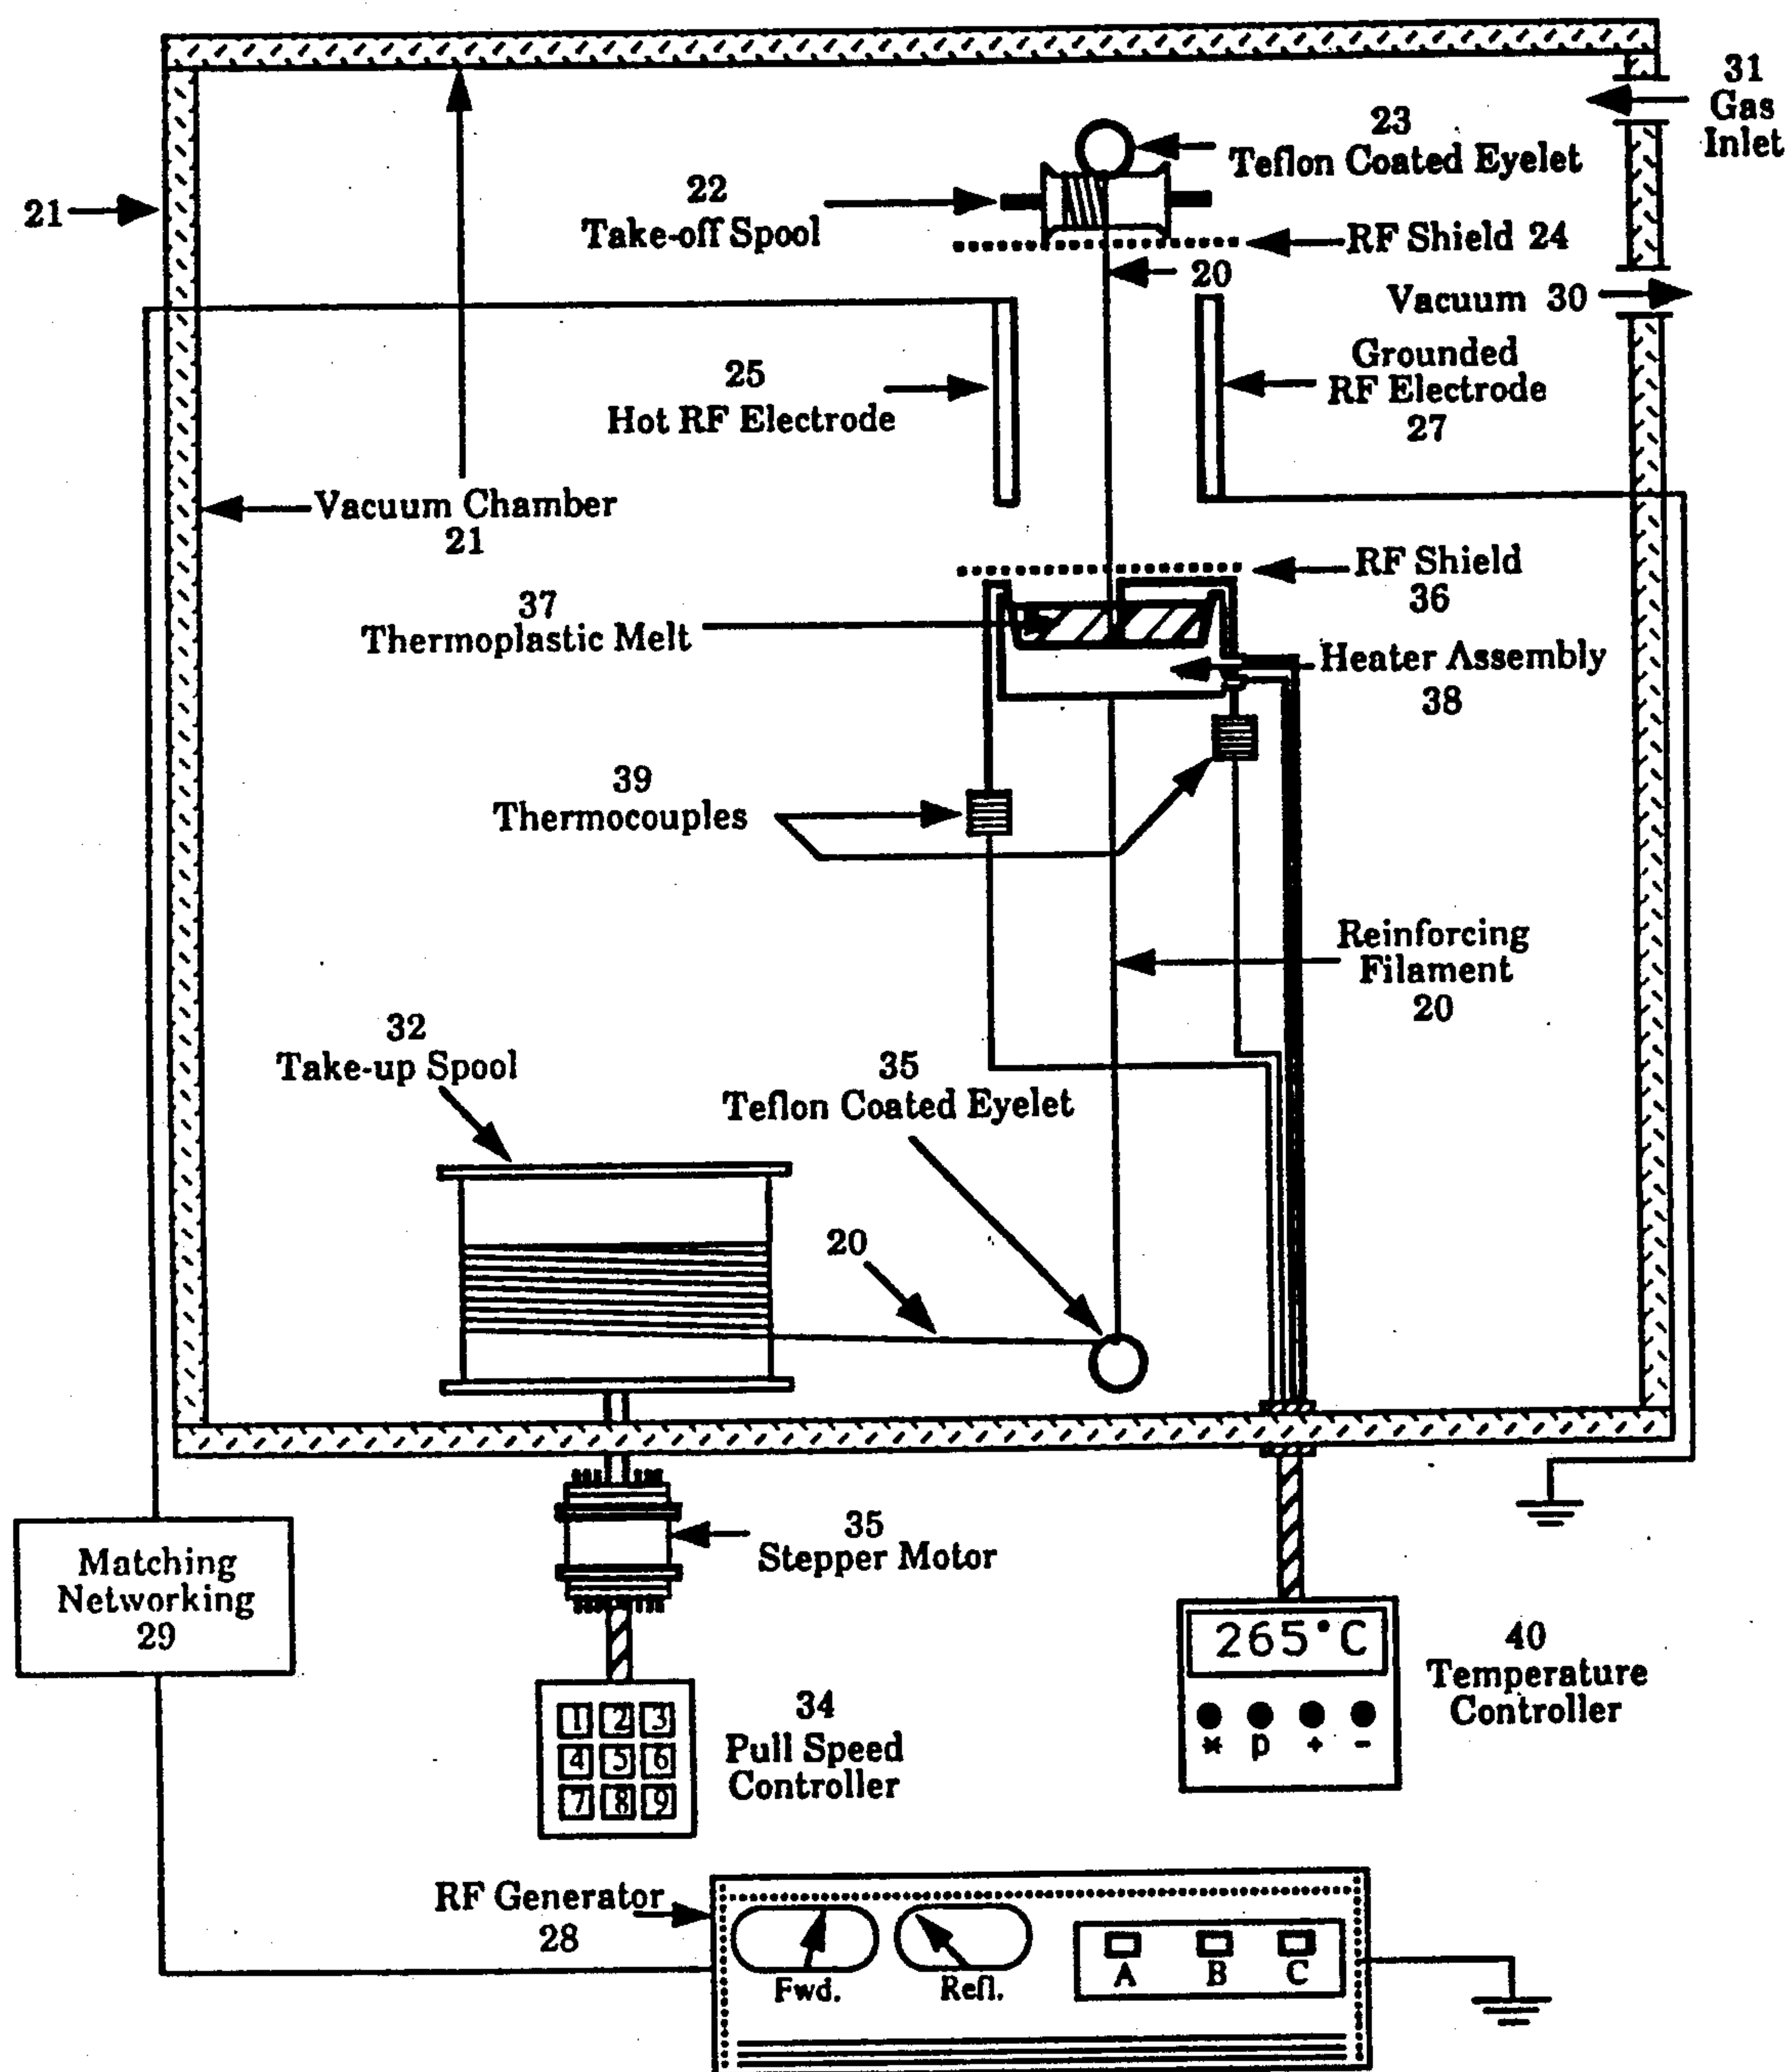 31
Gas
Inlet
23
Teflon Coated Eyelet
22
Take-off Spool
21
RF Shield 24
20
Vacuum 30
25
Hot RF Electrode
Grounded
RF Electrode
27
Vacuum Chamber
21
RF Shield
36
37
Thermoplastic Melt
Heater Assembly
38
39
Thermocouples
Reinforcing
Filament
20
32
Take-up Spool
35
Teflon Coated Eyelet
20
35
Stepper Motor
Matching
Networking
29
265°C
* p + -
40
Temperature
Controller
1 2 3
4 5 6
7 8 9
34
Pull Speed
Controller
RF Generator
28
Fwd.
Refl.
A B C